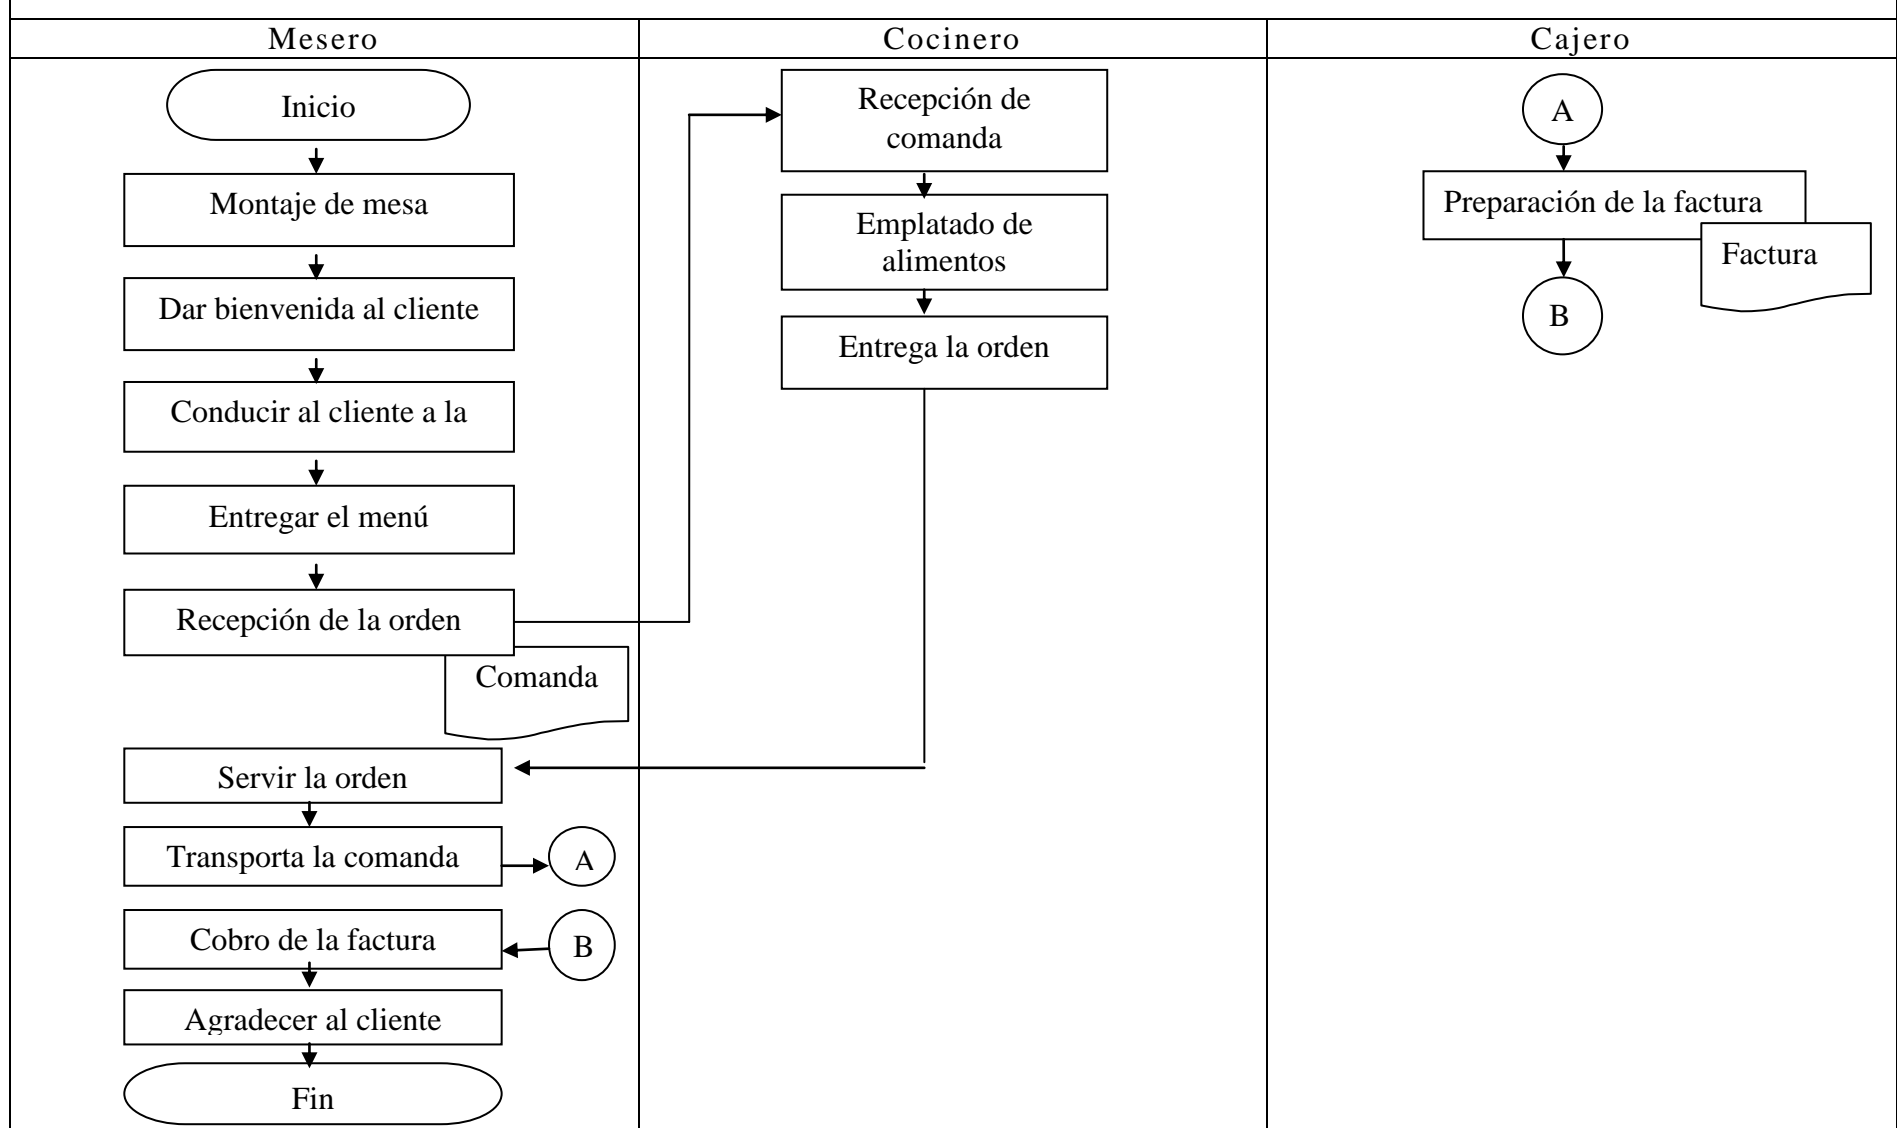 Mesero
Cocinero
Cajero
Inicio
Montaje de mesa
Dar bienvenida al cliente
Conducir al cliente a la
Entregar el menú
Recepción de la orden
Comanda
Servir la orden
Transporta la comanda
A
Cobro de la factura
B
Agradecer al cliente
Fin
Recepción de
comanda
Emplatado de
alimentos
Entrega la orden
A
Preparación de la factura
Factura
B